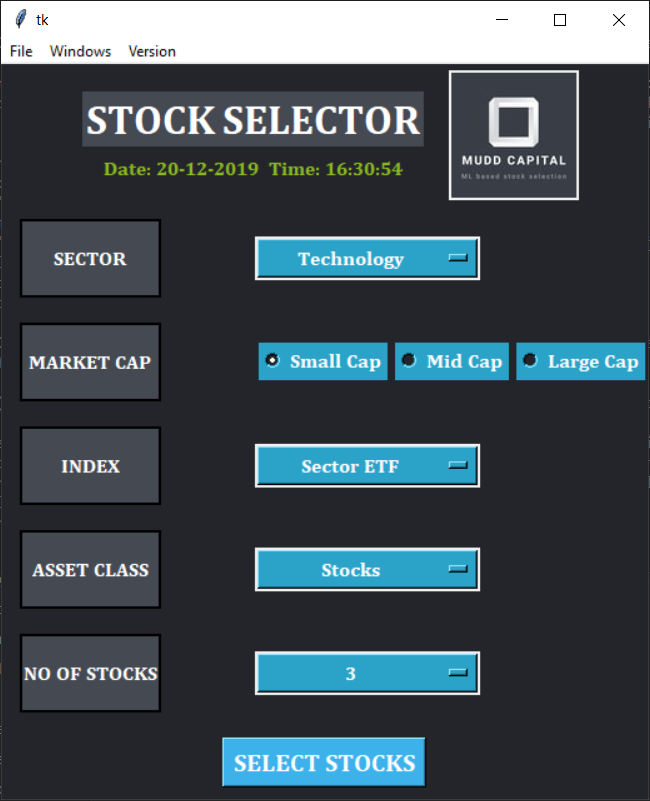 tk
File Windows Version
STOCK SELECTOR
Date: 20-12-2019 Time: 16:30:54
MUDD CAPITAL
ML based stock selection
SECTOR
Technology
MARKET CAP
Small Cap
Mid Cap
Large Cap
INDEX
Sector ETF
ASSET CLASS
Stocks
NO OF STOCKS
3
SELECT STOCKS